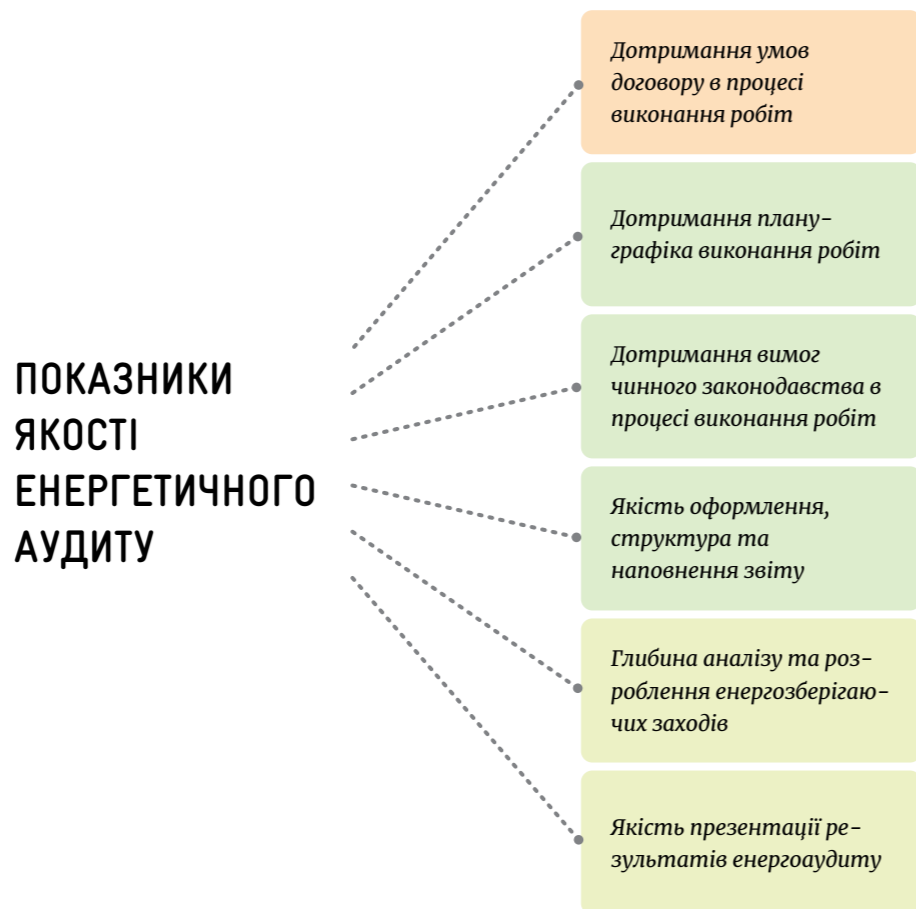 ПОКАЗНИКИ
ЯКОСТІ
ЕНЕРГЕТИЧНОГО
АУДИТУ
Дотримання умов
договору в процесі
виконання робіт
Дотримання плану-
графіка виконання робіт
Дотримання вимог
чинного законодавства в
процесі виконання робіт
Якість оформлення,
структура та
наповнення звіту
Глибина аналізу та роз-
роблення енергозберігаю-
чих заходів
Якість презентації ре-
зультатів енергоаудиту